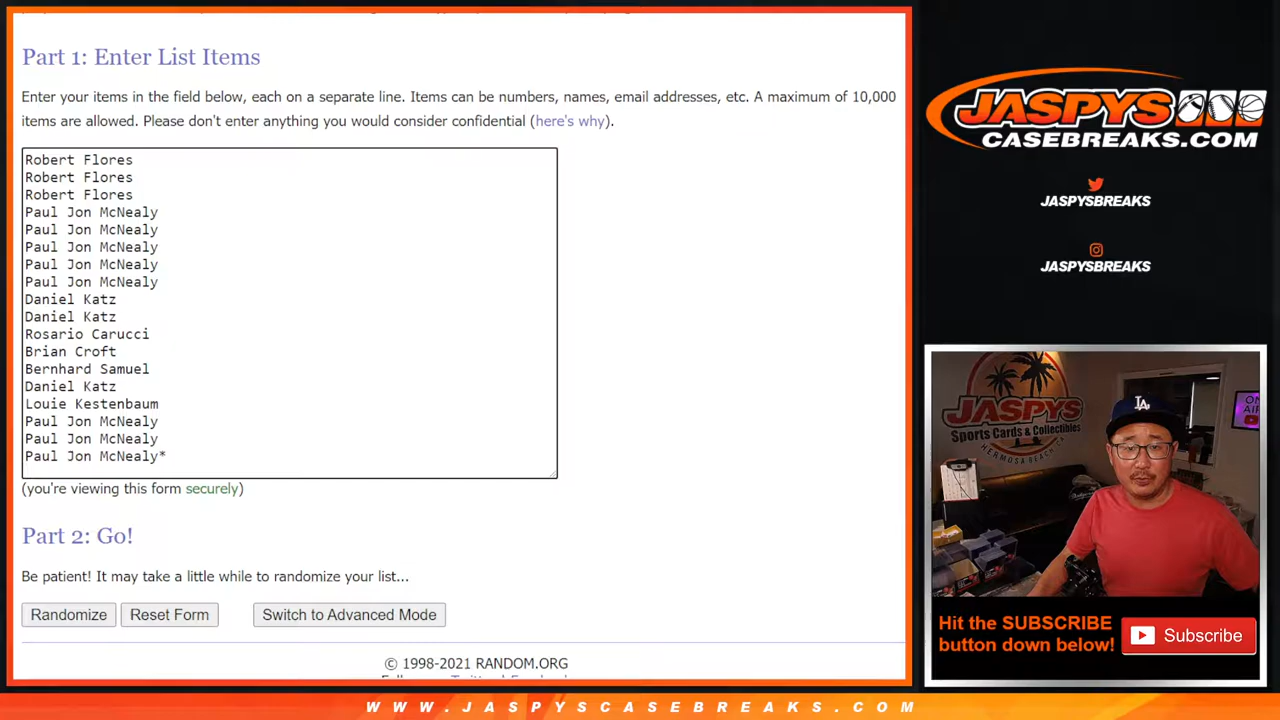 Part 1: Enter List Items
Enter your items in the field below, each on a separate line. Items can be numbers, names, email addresses, etc. A maximum of 10,000
items are allowed. Please don't enter anything you would consider confidential (here's why).
Robert Flores
Robert Flores
Robert Flores
Paul Jon McNealy
Paul Jon McNealy
Paul Jon McNealy
Paul Jon McNealy
Paul Jon McNealy
Daniel Katz
Daniel Katz
Rosario Carucci
Brian Croft
Bernhard Samuel
Daniel Katz
Louie Kestenbaum
Paul Jon McNealy
Paul Jon McNealy
Paul Jon McNealy*
(you're viewing this form securely)
Part 2: Go!
Be patient! It may take a little while to randomize your list...
Randomize Reset Form Switch to Advanced Mode
© 1998-2021 RANDOM.ORG
JASPYS
CASEBREAKS.COM
JASPYSBREAKS
JASPYSBREAKS
JASPYS
Sports Cards & Collectibles
HERMOSA BEACH
LA
Hit the SUBSCRIBE
button down below!
Subscribe
WWW.JASPYSCASEBREAKS.COM